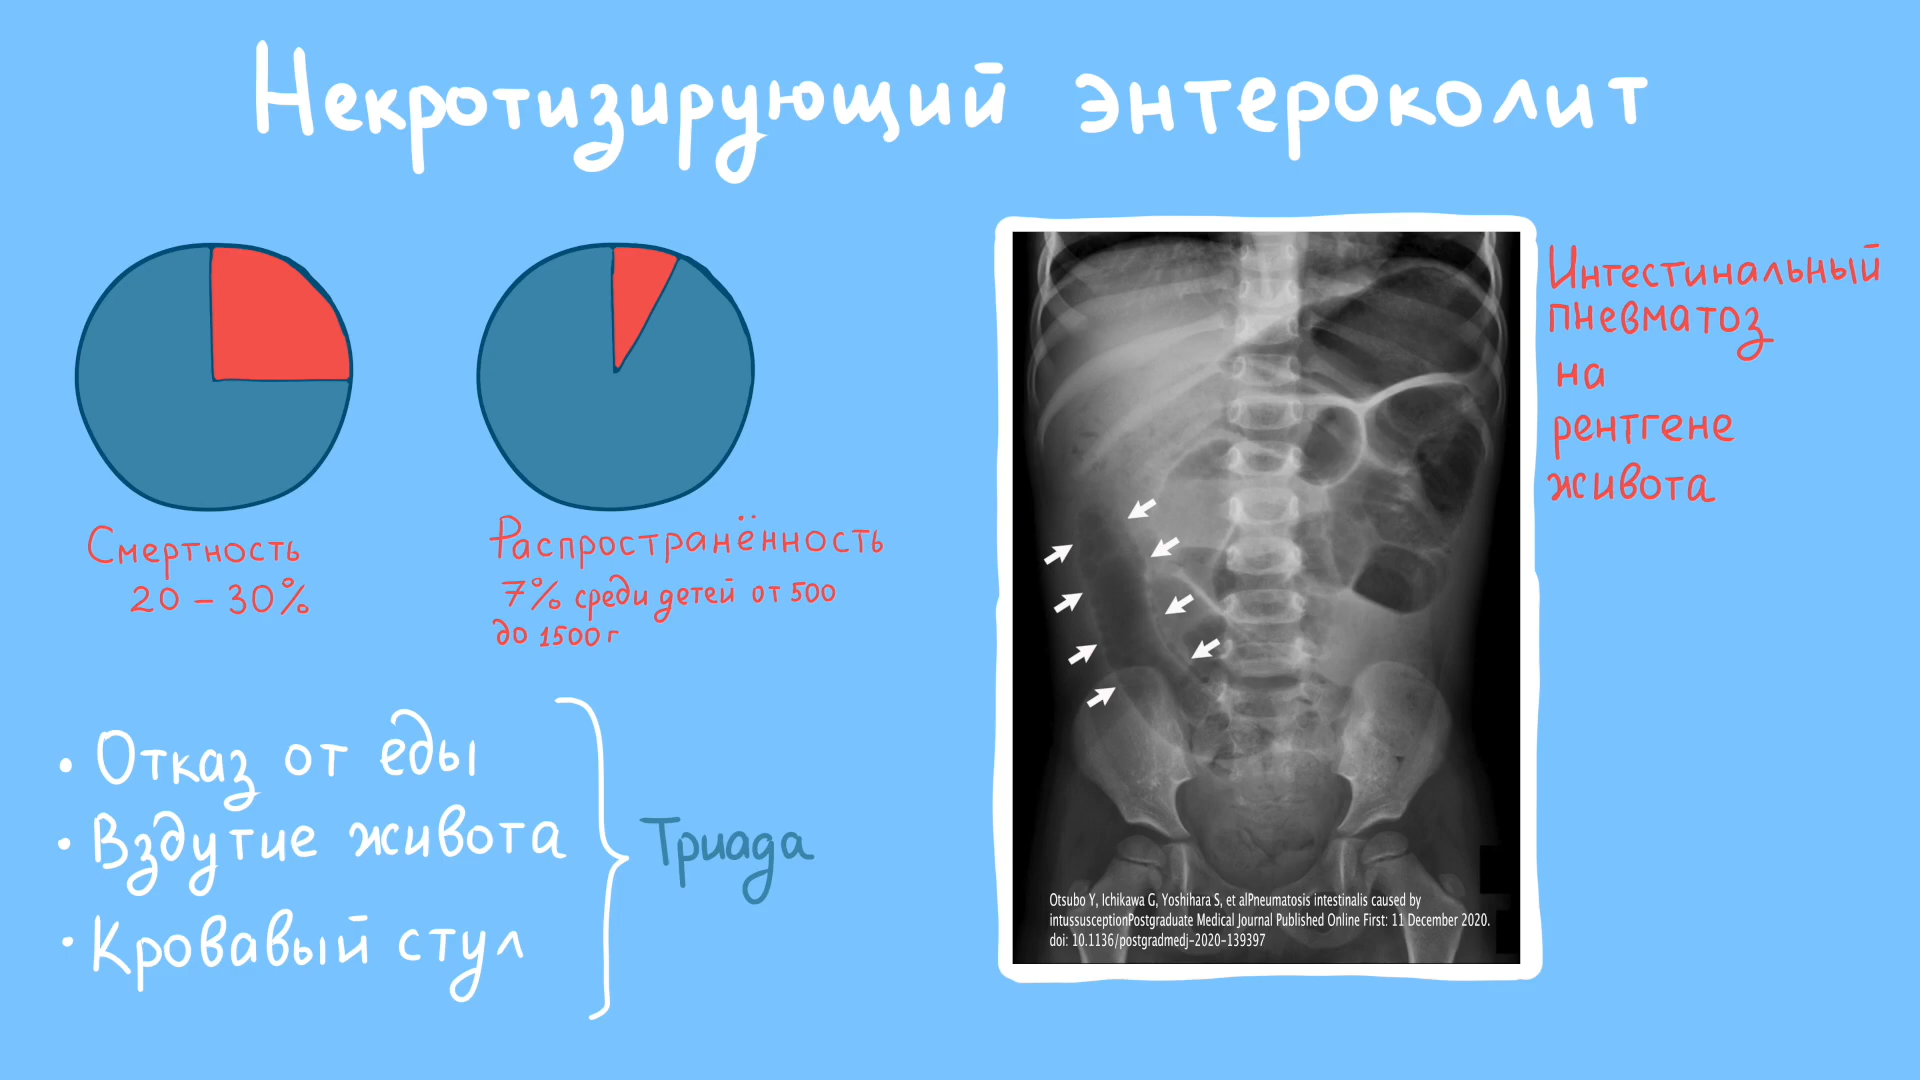 Некротизирующий энтероколит
Смертность
20 – 30%
Распространённость
7% среди детей от 500
до 1500 г
• Отказ от еды
• Вздутие живота
• Кровавый стул
Триада
Интестинальный
пневматоз
на
рентгене
живота
Otsubo Y, Ichikawa G, Yoshihara S, et alPneumatosis intestinalis caused by
intussusceptionPostgraduate Medical Journal Published Online First: 11 December 2020.
doi: 10.1136/postgradmedj-2020-139397